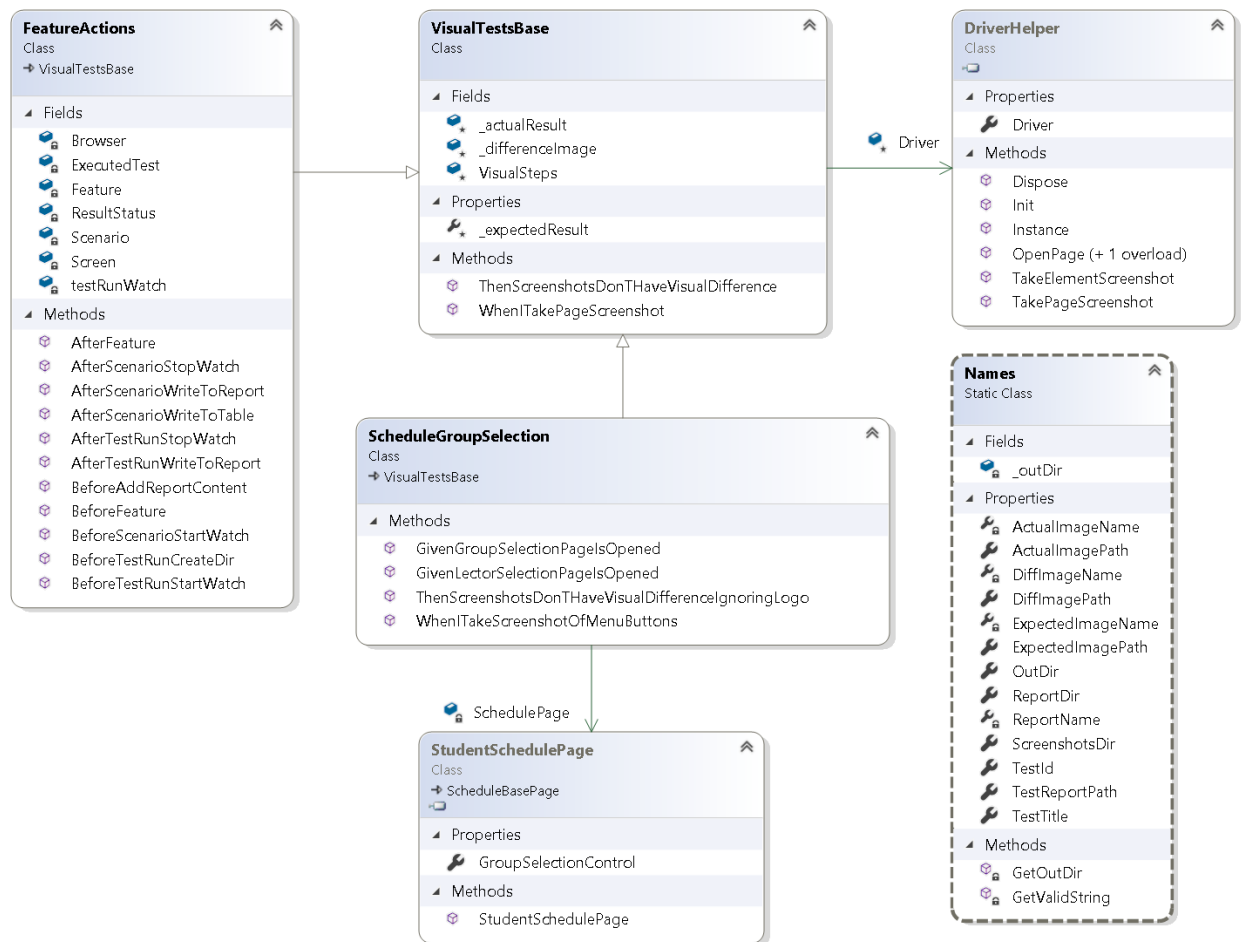 FeatureActions
Class
VisualTestsBase
Fields
Browser
ExecutedTest
Feature
ResultStatus
Scenario
Screen
testRunWatch
Methods
AfterFeature
AfterScenarioStopWatch
AfterScenarioWriteToReport
AfterScenarioWriteToTable
AfterTestRunStopWatch
AfterTestRunWriteToReport
BeforeAddReportContent
BeforeFeature
BeforeScenarioStartWatch
BeforeTestRunCreateDir
BeforeTestRunStartWatch
VisualTestsBase
Class
Fields
_actualResult
_differenceImage
VisualSteps
Properties
_expectedResult
Methods
ThenScreenshotsDonTHaveVisualDifference
WhenITakePageScreenshot
Driver
DriverHelper
Class
Properties
Driver
Methods
Dispose
Init
Instance
OpenPage (+ 1 overload)
TakeElementScreenshot
TakePageScreenshot
ScheduleGroupSelection
Class
VisualTestsBase
Methods
GivenGroupSelectionPageIsOpened
GivenLectorSelectionPageIsOpened
ThenScreenshotsDonTHaveVisualDifferenceIgnoringLogo
WhenITakeScreenshotOfMenuButtons
SchedulePage
StudentSchedulePage
Class
ScheduleBasePage
Properties
GroupSelectionControl
Methods
StudentSchedulePage
Names
Static Class
Fields
_outDir
Properties
ActualImageName
ActualImagePath
DiffImageName
DiffImagePath
ExpectedImageName
ExpectedImagePath
OutDir
ReportDir
ReportName
ScreenshotsDir
TestId
TestReportPath
TestTitle
Methods
GetOutDir
GetValidString